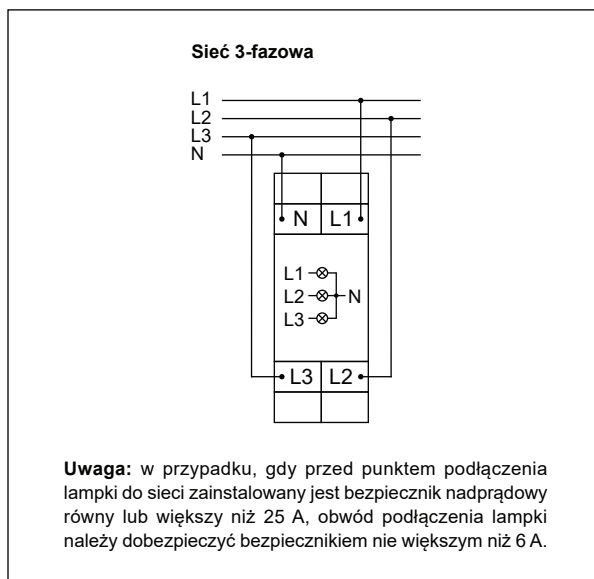 Sieć 3-fazowa
L1
L2
L3
N
N L1
L1
L2 N
L3
L3 L2
Uwaga: w przypadku, gdy przed punktem podłączenia
lampki do sieci zainstalowany jest bezpiecznik nadprądowy
równy lub większy niż 25 A, obwód podłączenia lampki
należy dobezpieczyć bezpiecznikiem nie większym niż 6 A.